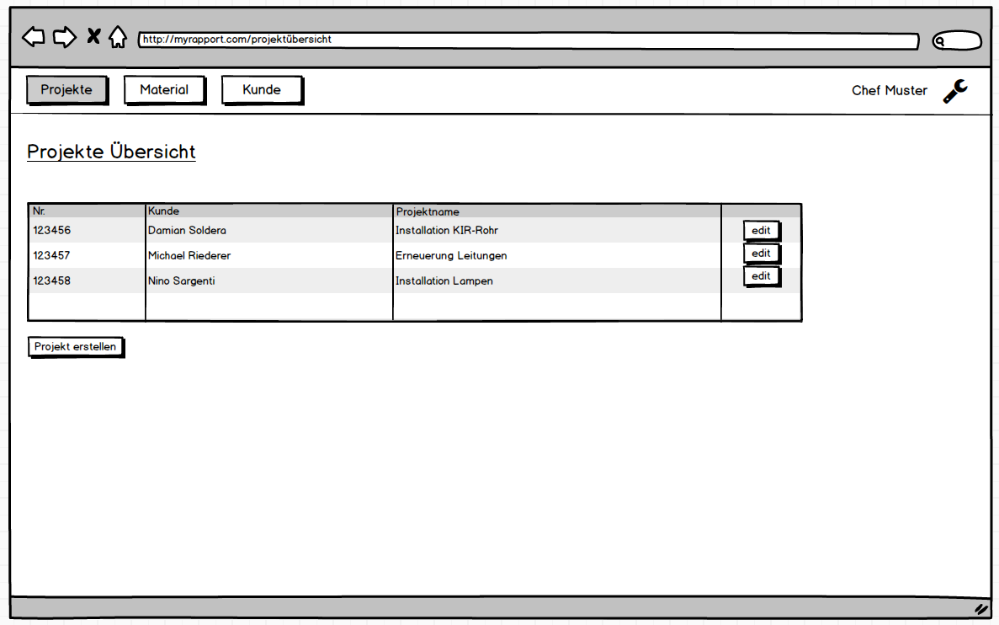 http://myrapport.com/projektübersicht
Projekte Material Kunde Chef Muster
Projekte Übersicht
Nr. Kunde Projektname
123456 Damian Soldera Installation KIR-Rohr edit
123457 Michael Riederer Erneuerung Leitungen edit
123458 Nino Sargenti Installation Lampen edit
Projekt erstellen